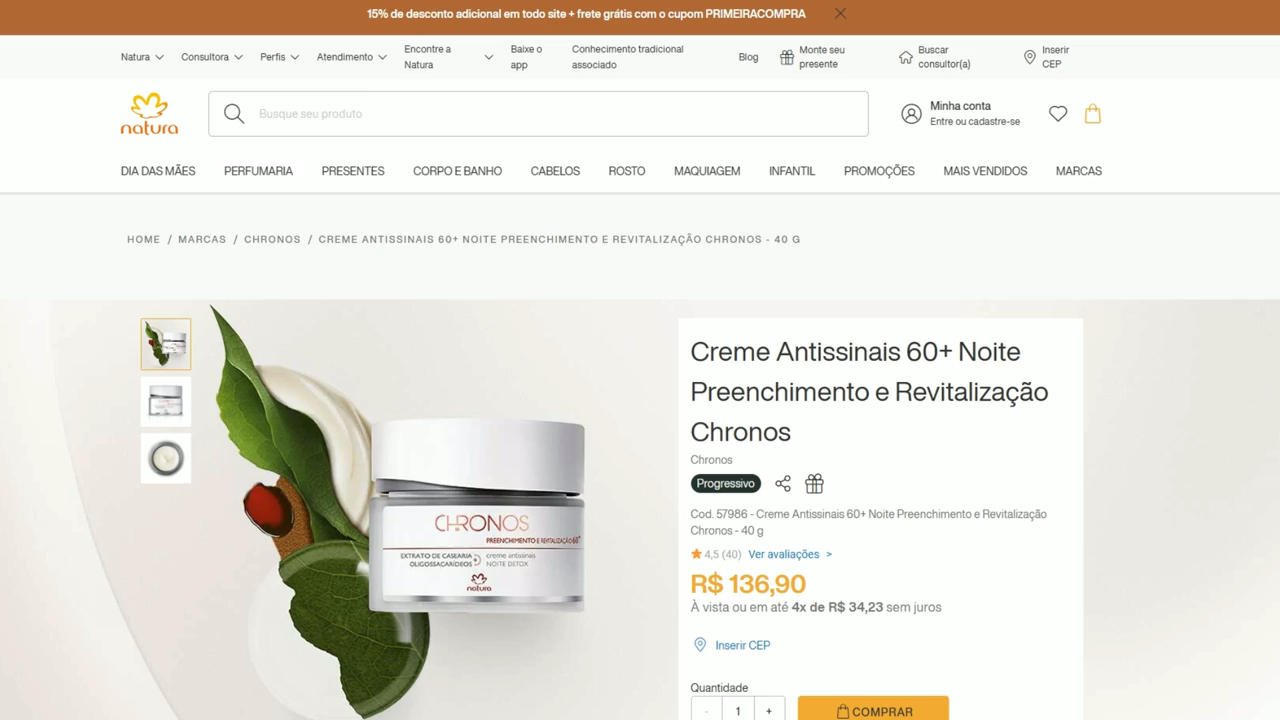 15% de desconto adicional em todo site + frete grátis com o cupom PRIMEIRACOMPRA
Natura
Consultora
Perfis
Atendimento
Encontre a
Natura
Baixe o
app
Conhecimento tradicional
associado
Blog
Monte seu
presente
Buscar
consultor(a)
Inserir
CEP
natura
Busque seu produto
Minha conta
Entre ou cadastre-se
DIA DAS MÃES PERFUMARIA PRESENTES CORPO E BANHO CABELOS ROSTO MAQUIAGEM INFANTIL PROMOÇÕES MAIS VENDIDOS MARCAS
HOME / MARCAS / CHRONOS / CREME ANTISSINAIS 60+ NOITE PREENCHIMENTO E REVITALIZAÇÃO CHRONOS - 40 G
CHRONOS
PREENCHIMENTO E REVITALIZAÇÃO 60+
EXTRATO DE CASEARIA
OLIGOSSACARÍDEOS
creme antissinais
NOITE DETOX
natura
Creme Antissinais 60+ Noite
Preenchimento e Revitalização
Chronos
Chronos
Progressivo
Cod. 57986 - Creme Antissinais 60+ Noite Preenchimento e Revitalização
Chronos - 40 g
4,5 (40) Ver avaliações >
R$ 136,90
À vista ou em até 4x de R$ 34,23 sem juros
Inserir CEP
Quantidade
- 1 + COMPRAR